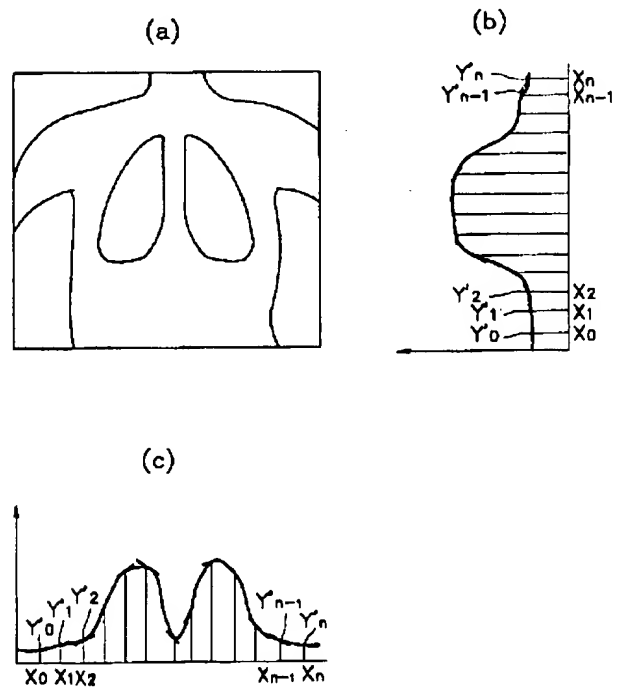 (a)
(b)
Y'n Xn
Y'n-1 Xn-1
Y'2 X2
Y'1 X1
Y'0 X0
(c)
Y'0 Y'1 Y'2 Y'n-1 Y'n
X0 X1 X2 Xn-1 Xn